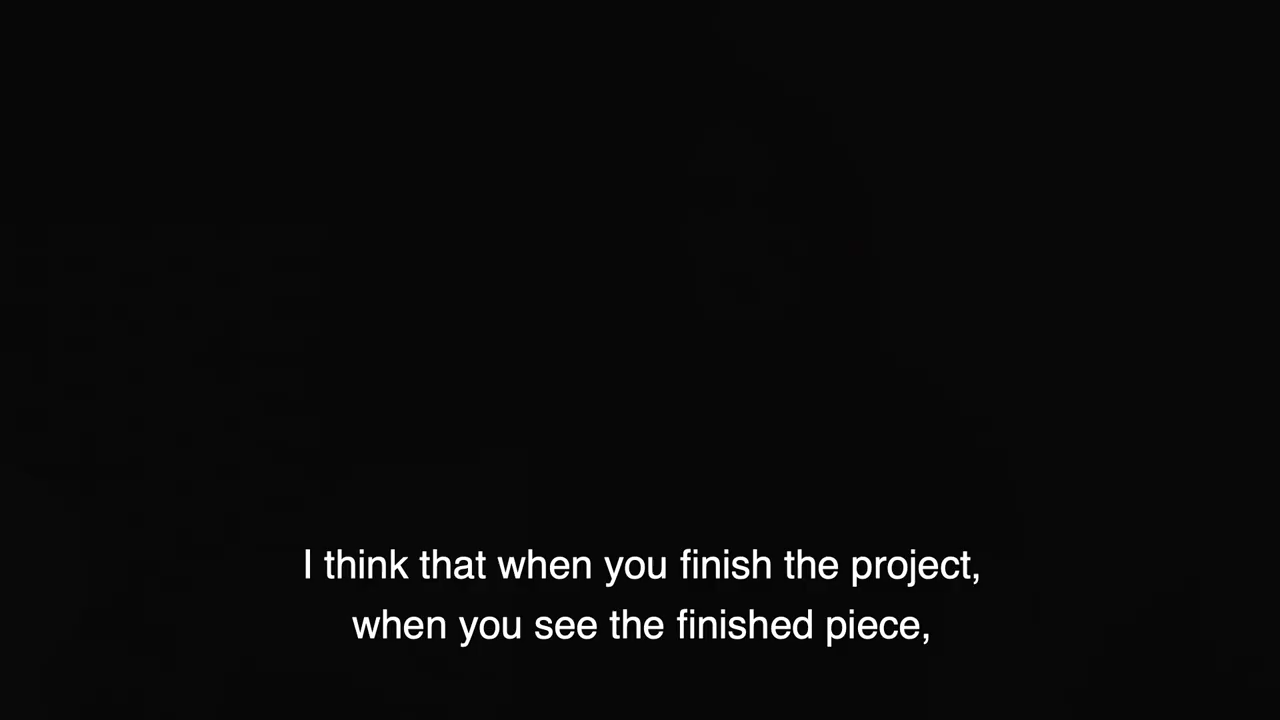 I think that when you finish the project,
when you see the finished piece,